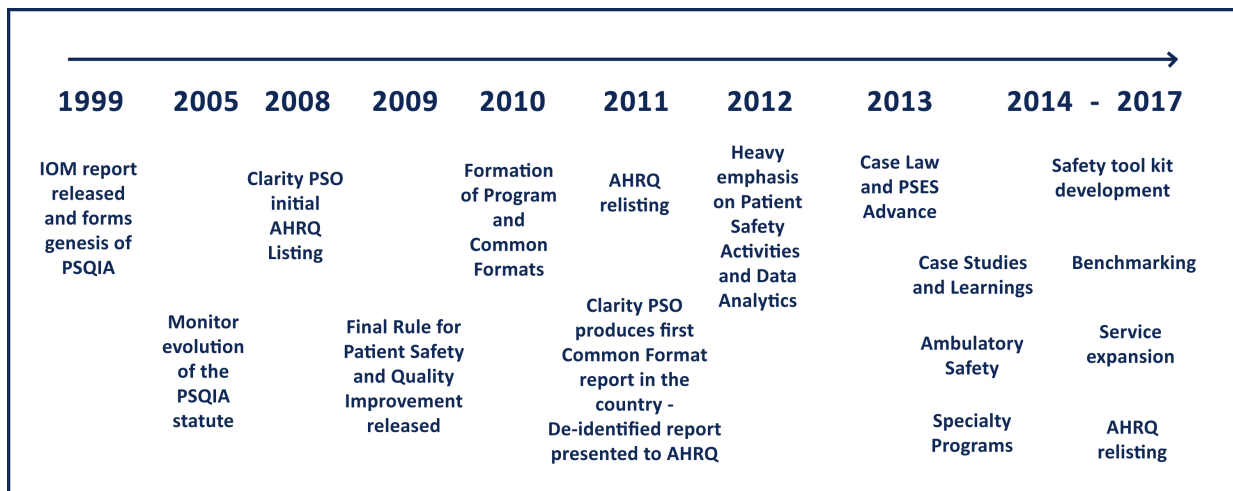 1999
2005
2008
2009
2010
2011
2012
2013
2014 - 2017
IOM report
released
and forms
genesis of
PSQIA
Monitor
evolution
of the
PSQIA
statute
Clarity PSO
initial
AHRQ
Listing
Final Rule for
Patient Safety
and Quality
Improvement
released
Formation
of Program
and
Common
Formats
AHRQ
relisting
Clarity PSO
produces first
Common Format
report in the
country -
De-identified report
presented to AHRQ
Heavy
emphasis
on Patient
Safety
Activities
and Data
Analytics
Case Law
and PSES
Advance
Case Studies
and Learnings
Ambulatory
Safety
Specialty
Programs
Safety tool kit
development
Benchmarking
Service
expansion
AHRQ
relisting